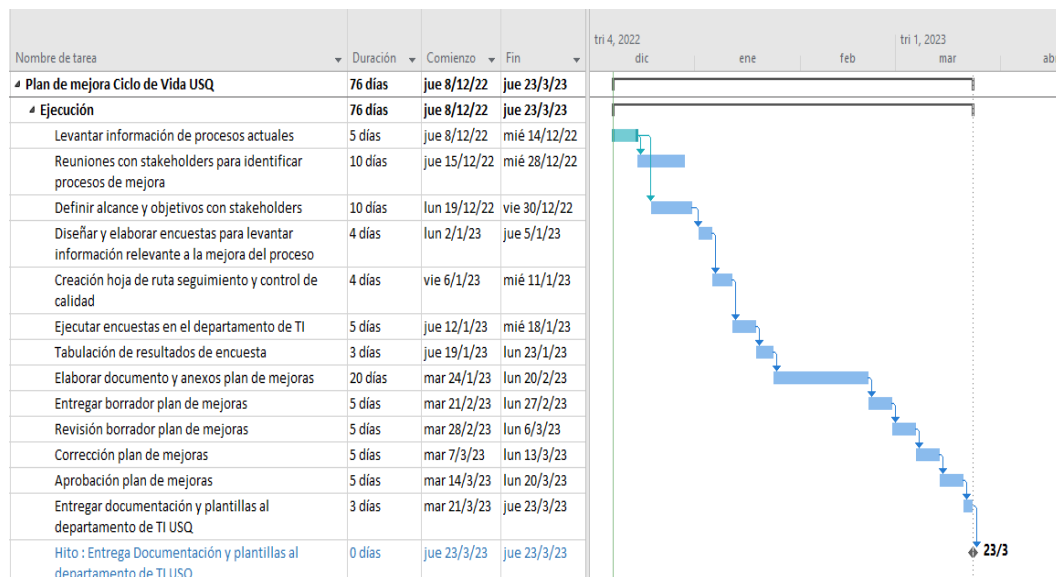 tri 4, 2022 tri 1, 2023
Nombre de tarea Duración Comienzo Fin dic ene feb mar abr
Plan de mejora Ciclo de Vida USQ 76 días jue 8/12/22 jue 23/3/23
Ejecución 76 días jue 8/12/22 jue 23/3/23
Levantar información de procesos actuales 5 días jue 8/12/22 mié 14/12/22
Reuniones con stakeholders para identificar 10 días jue 15/12/22 mié 28/12/22
procesos de mejora
Definir alcance y objetivos con stakeholders 10 días lun 19/12/22 vie 30/12/22
Diseñar y elaborar encuestas para levantar 4 días lun 2/1/23 jue 5/1/23
información relevante a la mejora del proceso
Creación hoja de ruta seguimiento y control de 4 días vie 6/1/23 mié 11/1/23
calidad
Ejecutar encuestas en el departamento de TI 5 días jue 12/1/23 mié 18/1/23
Tabulación de resultados de encuesta 3 días jue 19/1/23 lun 23/1/23
Elaborar documento y anexos plan de mejoras 20 días mar 24/1/23 lun 20/2/23
Entregar borrador plan de mejoras 5 días mar 21/2/23 lun 27/2/23
Revisión borrador plan de mejoras 5 días mar 28/2/23 lun 6/3/23
Corrección plan de mejoras 5 días mar 7/3/23 lun 13/3/23
Aprobación plan de mejoras 5 días mar 14/3/23 lun 20/3/23
Entregar documentación y plantillas al 3 días mar 21/3/23 jue 23/3/23
departamento de TI USQ
Hito : Entrega Documentación y plantillas al 0 días jue 23/3/23 jue 23/3/23 23/3
departamento de TI USQ